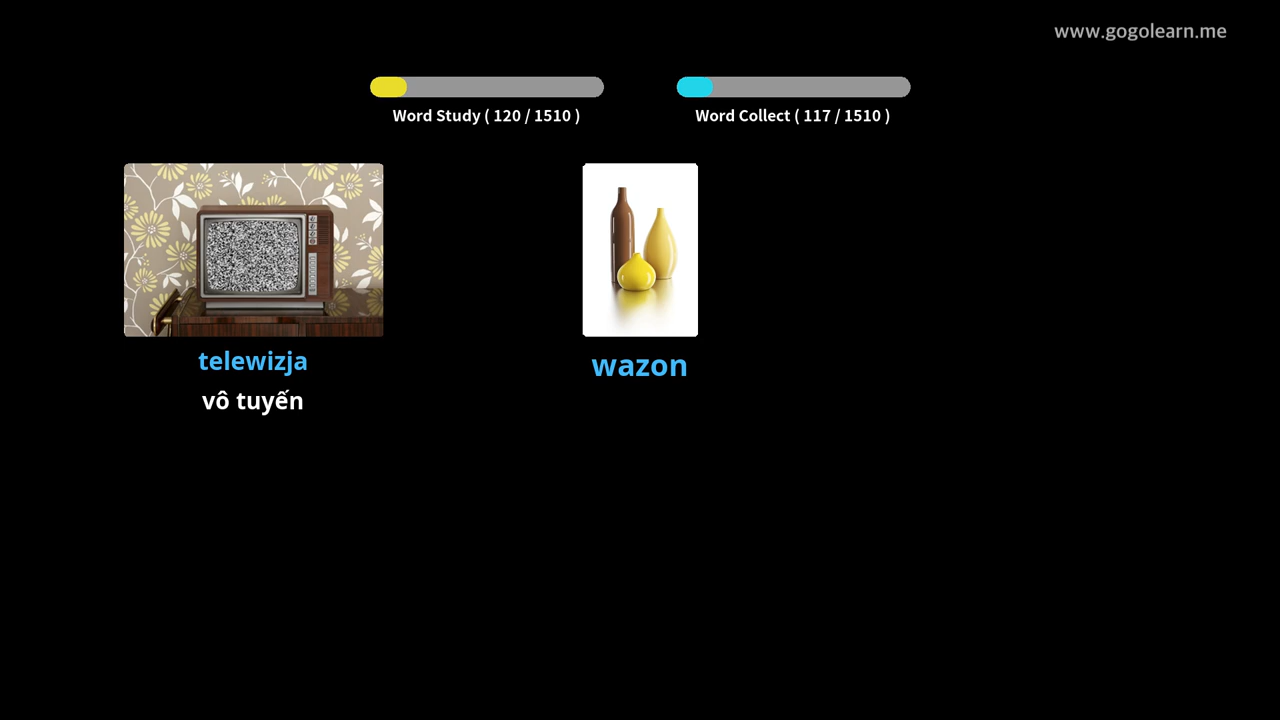 www.gogolearn.me
Word Study ( 120 / 1510 )
Word Collect ( 117 / 1510 )
telewizja
vô tuyến
wazon